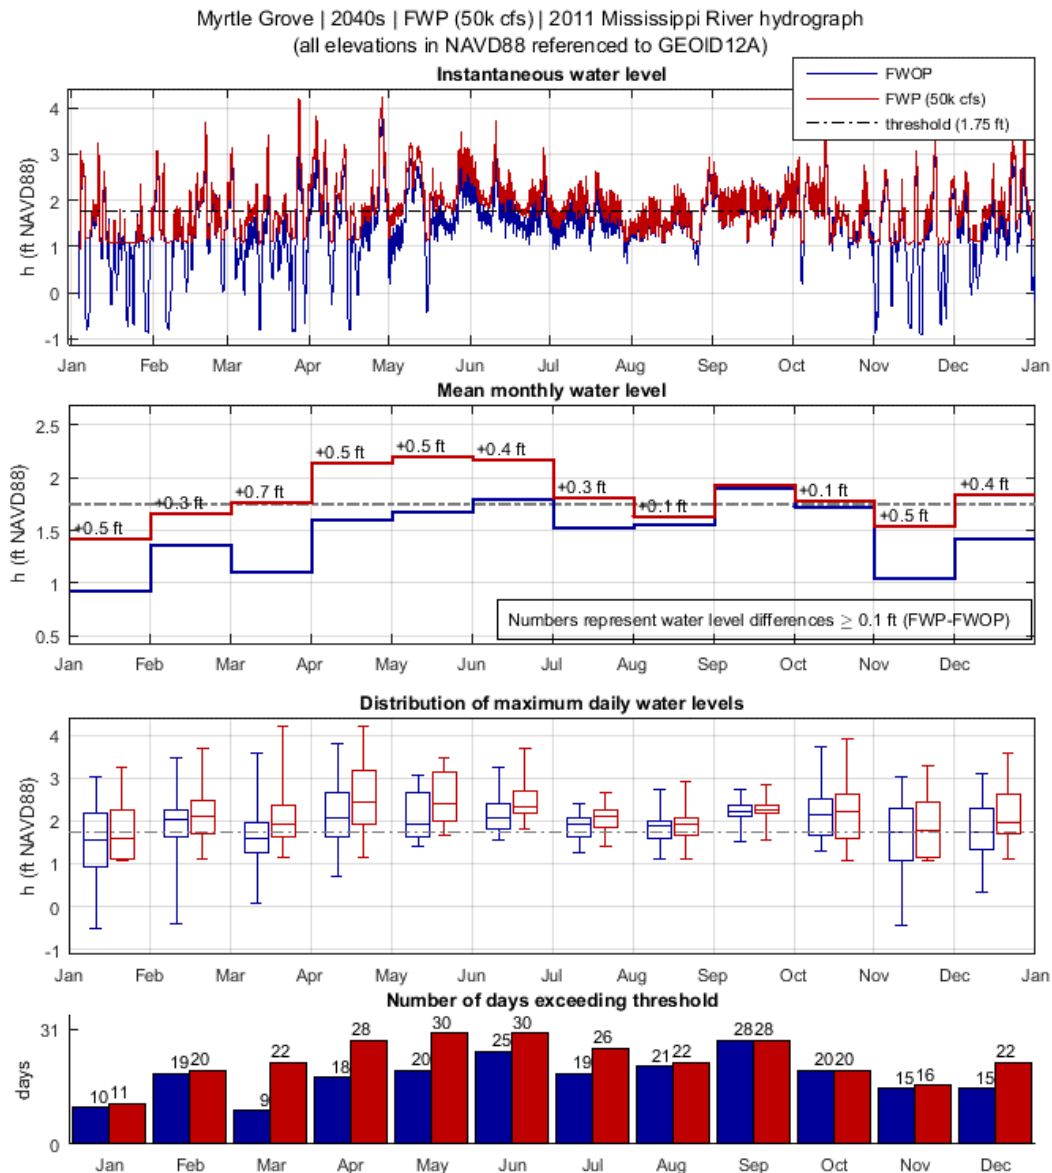 Myrtle Grove | 2040s | FWP (50k cfs) | 2011 Mississippi River hydrograph
(all elevations in NAVD88 referenced to GEOID12A)
Instantaneous water level
FWOP
FWP (50k cfs)
threshold (1.75 ft)
h (ft NAVD88)
4
3
2
1
0
-1
Jan Feb Mar Apr May Jun Jul Aug Sep Oct Nov Dec Jan
Mean monthly water level
h (ft NAVD88)
2.5
2
1.5
1
0.5
+0.5 ft +0.3 ft +0.7 ft +0.5 ft +0.5 ft +0.4 ft +0.3 ft +0.1 ft +0.1 ft +0.5 ft +0.4 ft
Numbers represent water level differences ≥ 0.1 ft (FWP-FWOP)
Jan Feb Mar Apr May Jun Jul Aug Sep Oct Nov Dec
Distribution of maximum daily water levels
h (ft NAVD88)
4
3
2
1
0
-1
Jan Feb Mar Apr May Jun Jul Aug Sep Oct Nov Dec Jan
Number of days exceeding threshold
days
31
0
10 11 19 20 9 22 18 28 20 30 25 30 19 26 21 22 28 28 20 20 15 16 15 22
Jan Feb Mar Apr May Jun Jul Aug Sep Oct Nov Dec